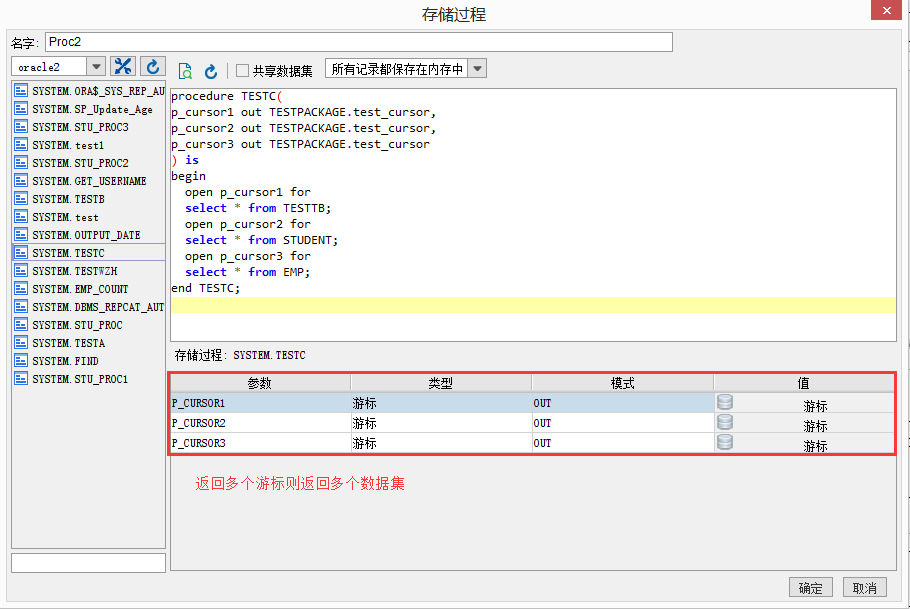 存储过程
名字:
Proc2
oracle2
共享数据集
所有记录都保存在内存中
SYSTEM.ORA$_SYS_REP_AU
SYSTEM.SP_Update_Age
SYSTEM.STU_PROC3
SYSTEM.test1
SYSTEM.STU_PROC2
SYSTEM.GET_USERNAME
SYSTEM.TESTB
SYSTEM.test
SYSTEM.OUTPUT_DATE
SYSTEM.TESTC
SYSTEM.TESTWZH
SYSTEM.EMP_COUNT
SYSTEM.DBMS_REPCAT_AUT
SYSTEM.STU_PROC
SYSTEM.TESTA
SYSTEM.FIND
SYSTEM.STU_PROC1
procedure TESTC(
p_cursor1 out TESTPACKAGE.test_cursor,
p_cursor2 out TESTPACKAGE.test_cursor,
p_cursor3 out TESTPACKAGE.test_cursor
) is
begin
open p_cursor1 for
select * from TESTTB;
open p_cursor2 for
select * from STUDENT;
open p_cursor3 for
select * from EMP;
end TESTC;
存储过程: SYSTEM.TESTC
参数 类型 模式 值
P_CURSOR1 游标 OUT 游标
P_CURSOR2 游标 OUT 游标
P_CURSOR3 游标 OUT 游标
返回多个游标则返回多个数据集
确定 取消